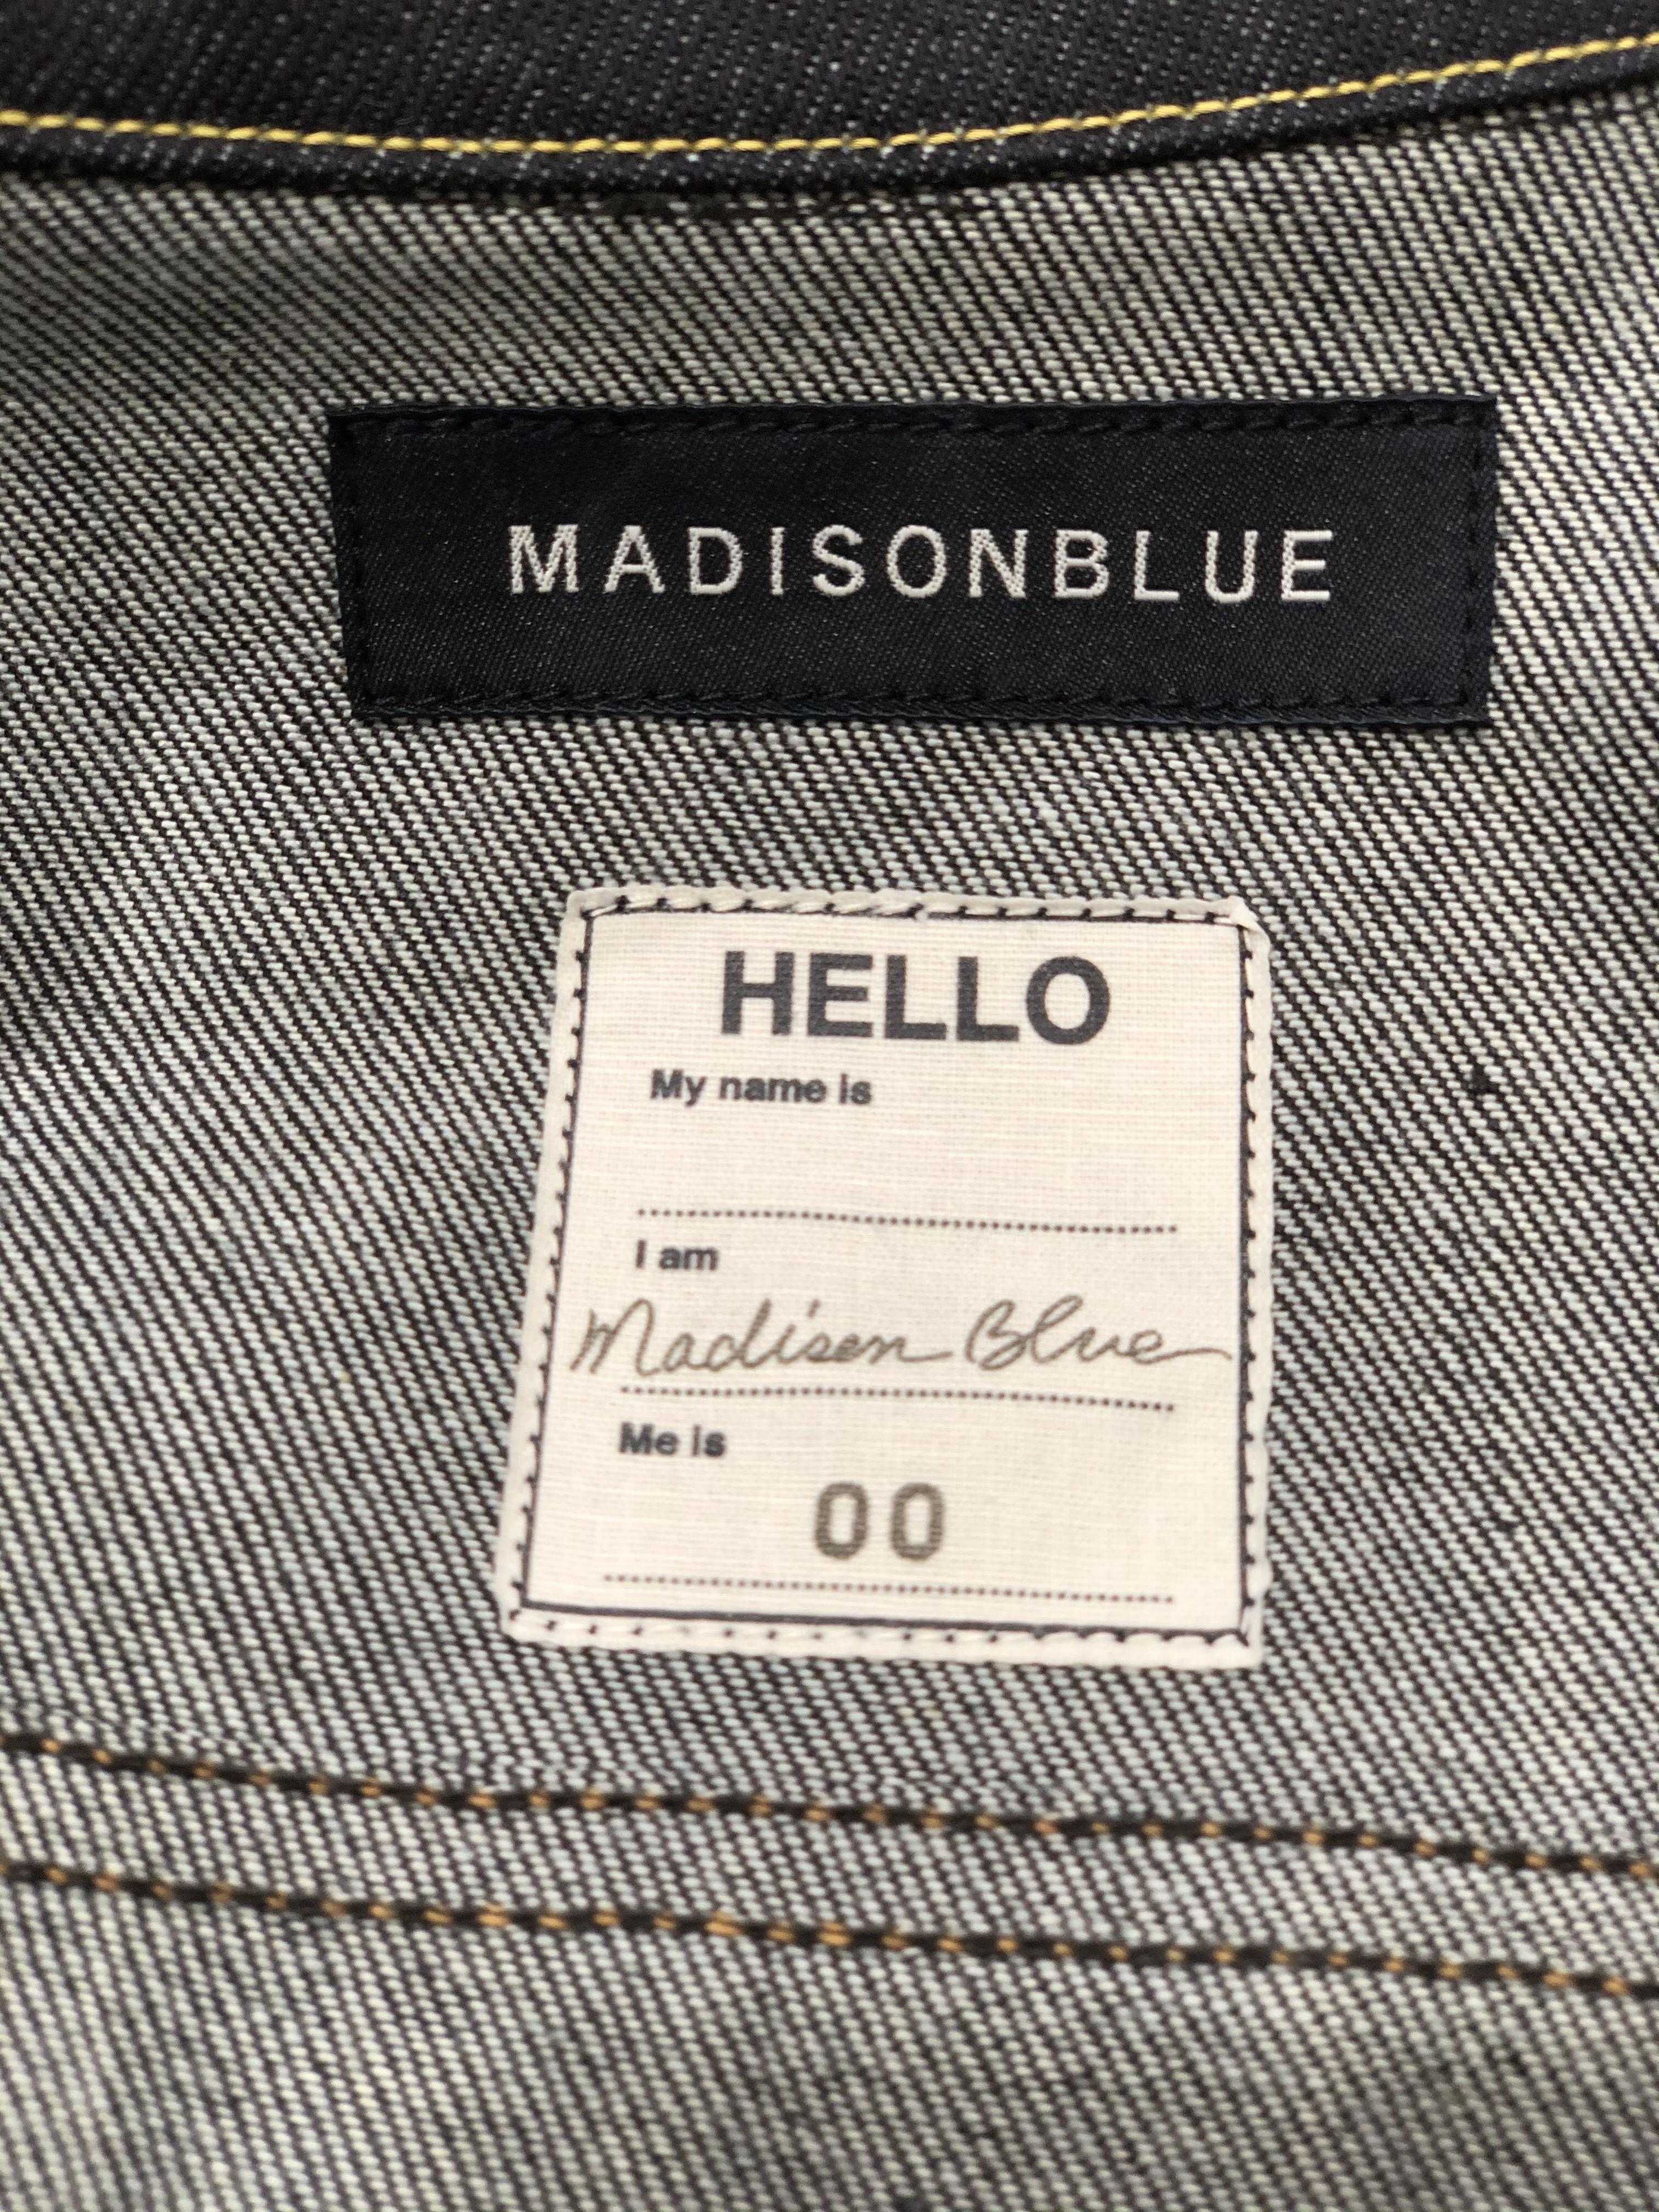 MADISONBLUE
HELLO
My name is
I am
Madison Blue
Me is
00